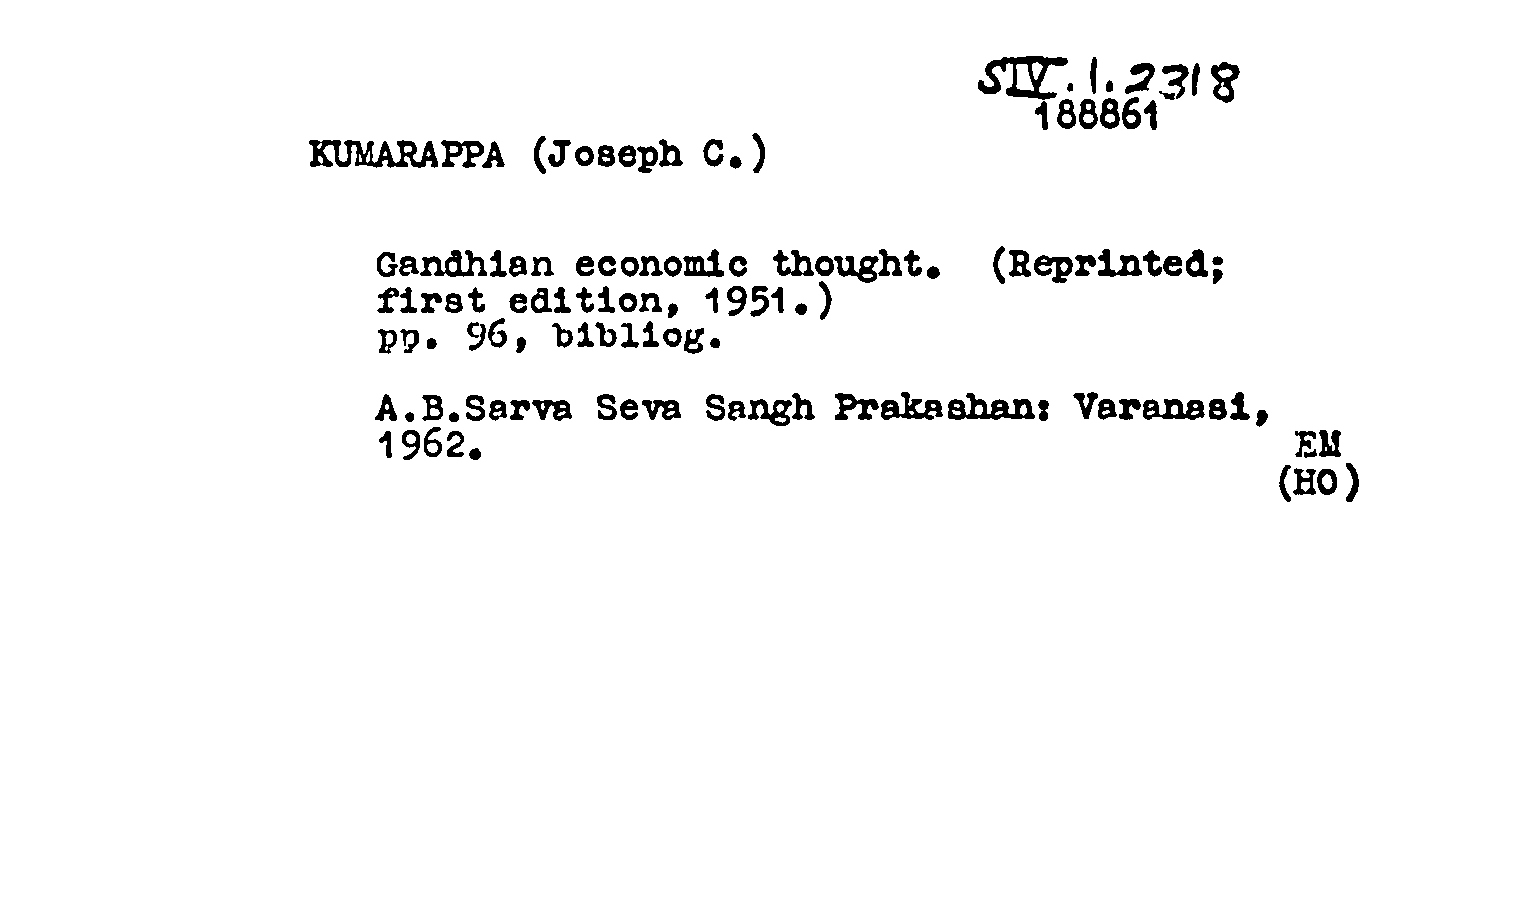 SIV.1.2318
188861
KUMARAPPA (Joseph C.)
Gandhian economic thought. (Reprinted;
first edition, 1951.)
pp. 96, bibliog.
A.B.Sarva Seva Sangh Prakashan: Varanasi,
1962.
EM
(HO)